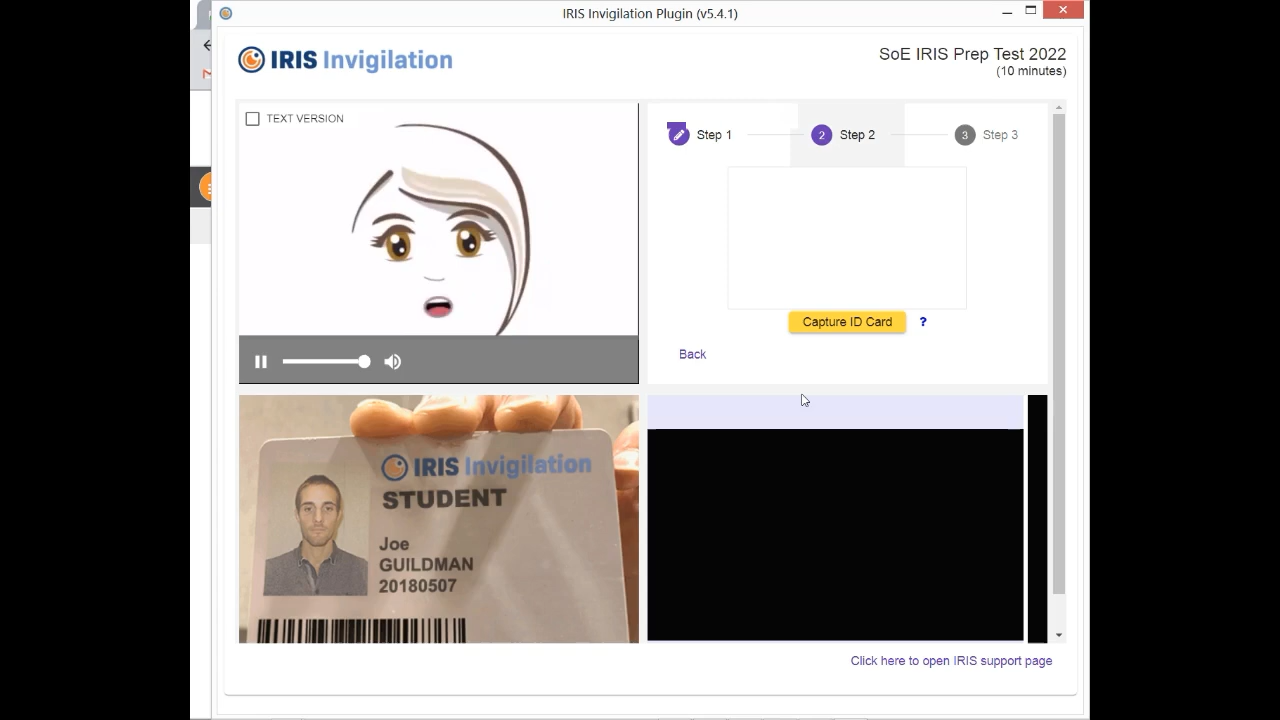 IRIS Invigilation Plugin (v5.4.1)
IRIS Invigilation
SoE IRIS Prep Test 2022
(10 minutes)
TEXT VERSION
Step 1
2 Step 2
3 Step 3
Capture ID Card ?
Back
IRIS Invigilation
STUDENT
Joe
GUILDMAN
20180507
Click here to open IRIS support page